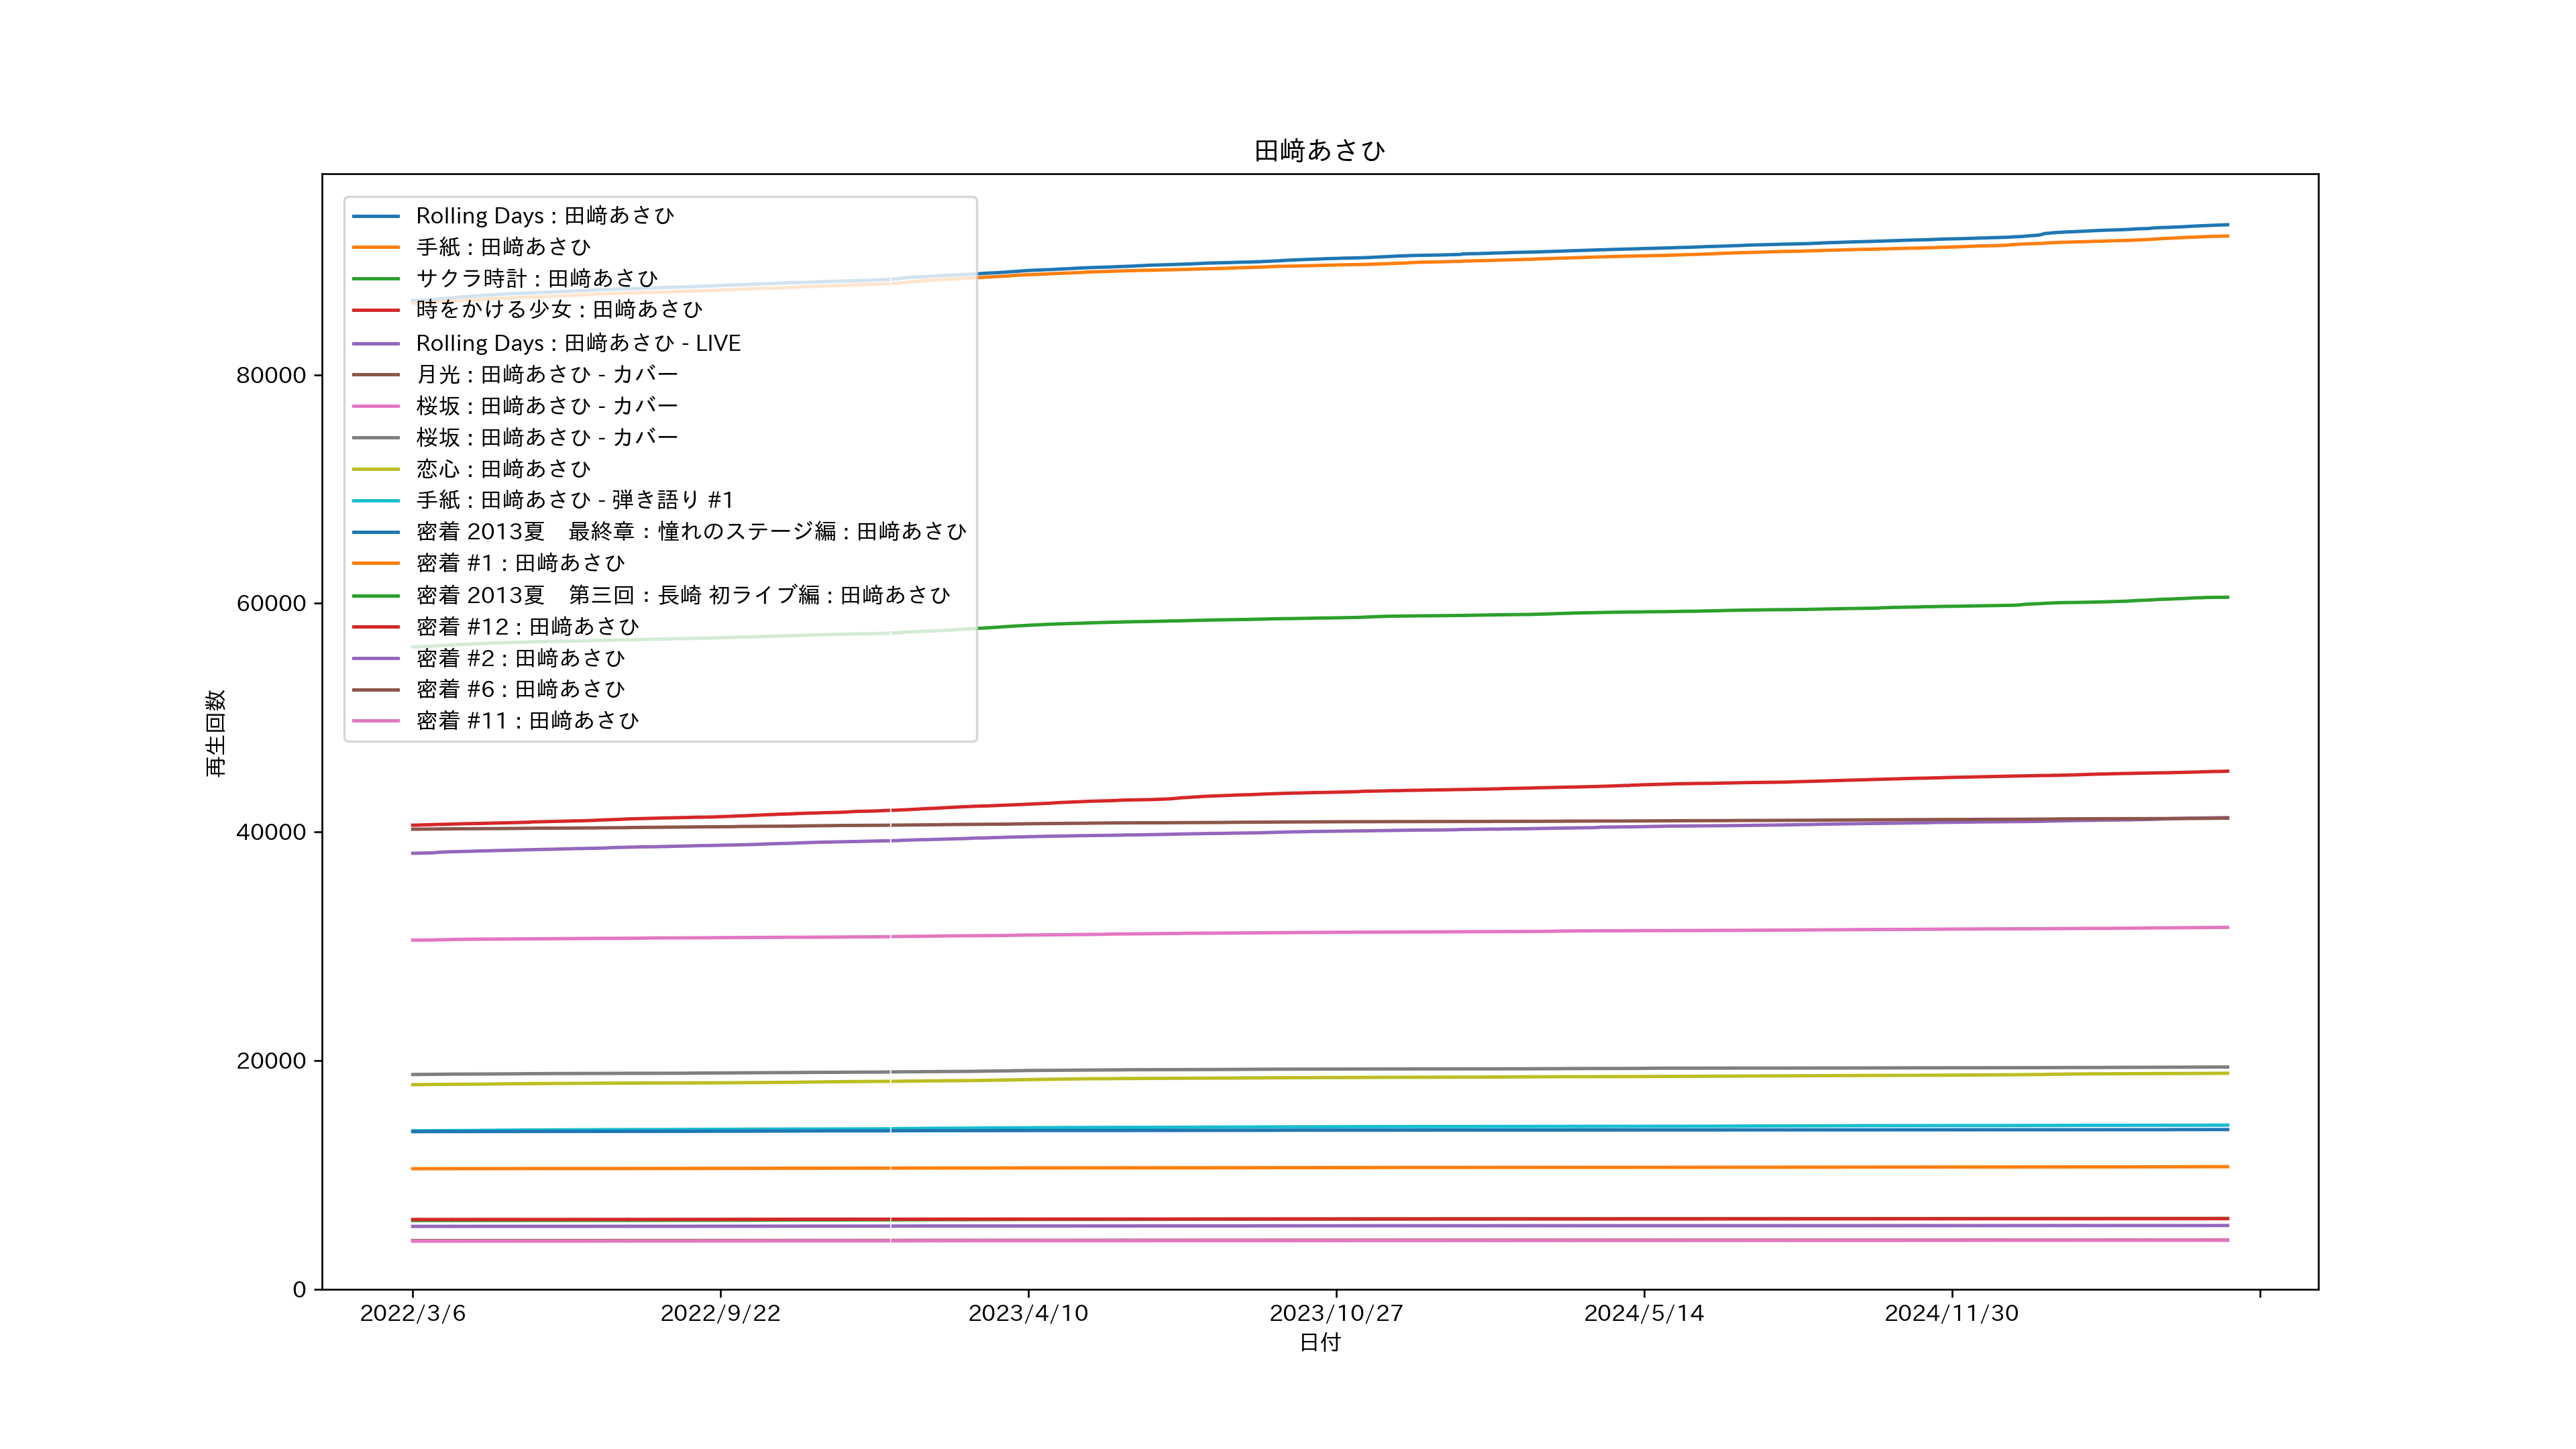 田﨑あさひ
Rolling Days : 田﨑あさひ
手紙 : 田﨑あさひ
サクラ時計 : 田﨑あさひ
時をかける少女 : 田﨑あさひ
Rolling Days : 田﨑あさひ - LIVE
月光 : 田﨑あさひ - カバー
桜坂 : 田﨑あさひ - カバー
桜坂 : 田﨑あさひ - カバー
恋心 : 田﨑あさひ
手紙 : 田﨑あさひ - 弾き語り #1
密着 2013夏　最終章：憧れのステージ編 : 田﨑あさひ
密着 #1 : 田﨑あさひ
密着 2013夏　第三回：長崎 初ライブ編 : 田﨑あさひ
密着 #12 : 田﨑あさひ
密着 #2 : 田﨑あさひ
密着 #6 : 田﨑あさひ
密着 #11 : 田﨑あさひ
再生回数
80000
60000
40000
20000
0
2022/3/6
2022/9/22
2023/4/10
2023/10/27
2024/5/14
2024/11/30
日付